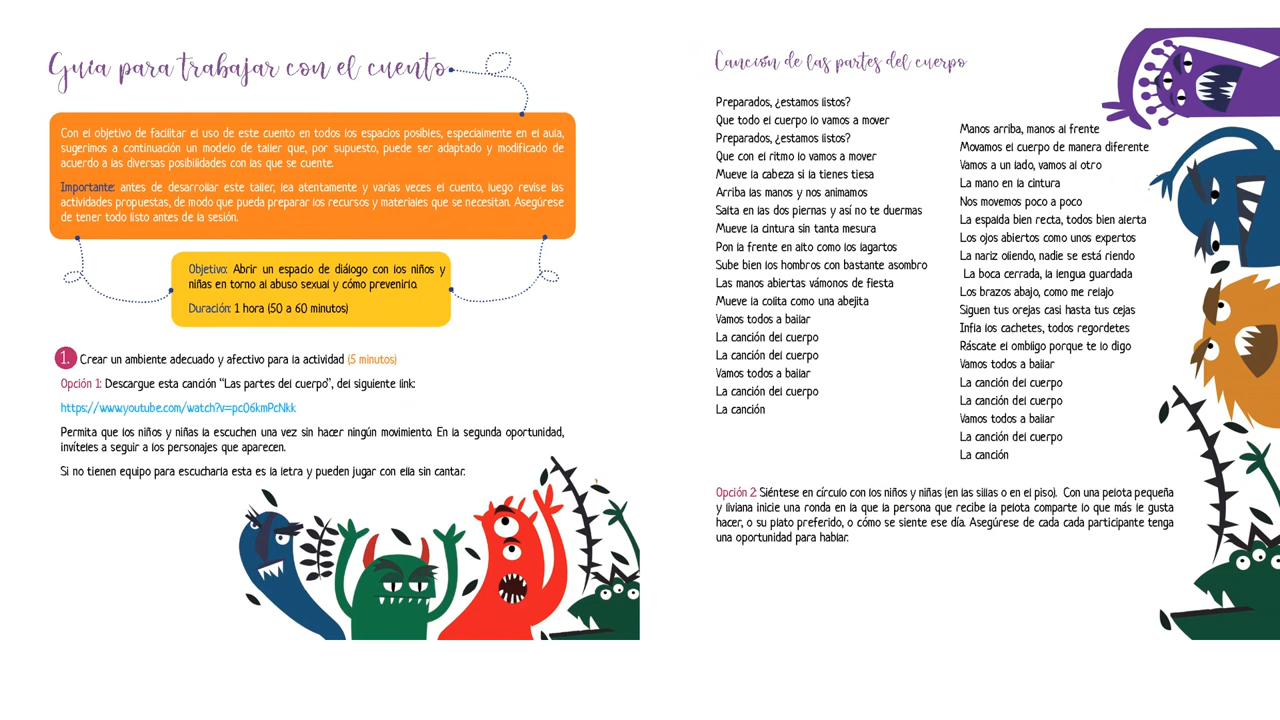 Guía para trabajar con el cuento
Con el objetivo de facilitar el uso de este cuento en todos los espacios posibles, especialmente en el aula,
sugerimos a continuación un modelo de taller que, por supuesto, puede ser adaptado y modificado de
acuerdo a las diversas posibilidades con las que se cuente.
Importante: antes de desarrollar este taller, lea atentamente y varias veces el cuento, luego revise las
actividades propuestas, de modo que pueda preparar los recursos y materiales que se necesitan. Asegúrese
de tener todo listo antes de la sesión.
Objetivo: Abrir un espacio de diálogo con los niños y
niñas en torno al abuso sexual y cómo prevenirlo.
Duración: 1 hora (50 a 60 minutos)
1. Crear un ambiente adecuado y afectivo para la actividad (5 minutos)
Opción 1: Descargue esta canción “Las partes del cuerpo”, del siguiente link:
https://www.youtube.com/watch?v=pcO6kmPcNkk
Permita que los niños y niñas la escuchen una vez sin hacer ningún movimiento. En la segunda oportunidad,
invíteles a seguir a los personajes que aparecen.
Si no tienen equipo para escucharla esta es la letra y pueden jugar con ella sin cantar.
Canción de las partes del cuerpo
Preparados, ¿estamos listos?
Que todo el cuerpo lo vamos a mover
Preparados, ¿estamos listos?
Que con el ritmo lo vamos a mover
Mueve la cabeza si la tienes tiesa
Arriba las manos y nos animamos
Salta en las dos piernas y así no te duermas
Mueve la cintura sin tanta mesura
Pon la frente en alto como los lagartos
Sube bien los hombros con bastante asombro
Las manos abiertas vámonos de fiesta
Mueve la colita como una abejita
Vamos todos a bailar
La canción del cuerpo
La canción del cuerpo
Vamos todos a bailar
La canción del cuerpo
La canción
Manos arriba, manos al frente
Movamos el cuerpo de manera diferente
Vamos a un lado, vamos al otro
La mano en la cintura
Nos movemos poco a poco
La espalda bien recta, todos bien alerta
Los ojos abiertos como unos expertos
La nariz oliendo, nadie se está riendo
La boca cerrada, la lengua guardada
Los brazos abajo, como me relajo
Siguen tus orejas casi hasta tus cejas
Infla los cachetes, todos regordetes
Ráscate el ombligo porque te lo digo
Vamos todos a bailar
La canción del cuerpo
La canción del cuerpo
Vamos todos a bailar
La canción del cuerpo
La canción
Opción 2: Siéntese en círculo con los niños y niñas (en las sillas o en el piso). Con una pelota pequeña
y liviana inicie una ronda en la que la persona que recibe la pelota comparte lo que más le gusta
hacer, o su plato preferido, o cómo se siente ese día. Asegúrese de cada cada participante tenga
una oportunidad para hablar.